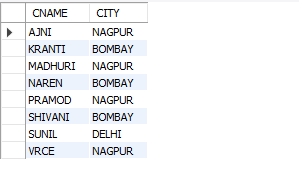 CNAME CITY
AJNI NAGPUR
KRANTI BOMBAY
MADHURI NAGPUR
NAREN BOMBAY
PRAMOD NAGPUR
SHIVANI BOMBAY
SUNIL DELHI
VRCE NAGPUR